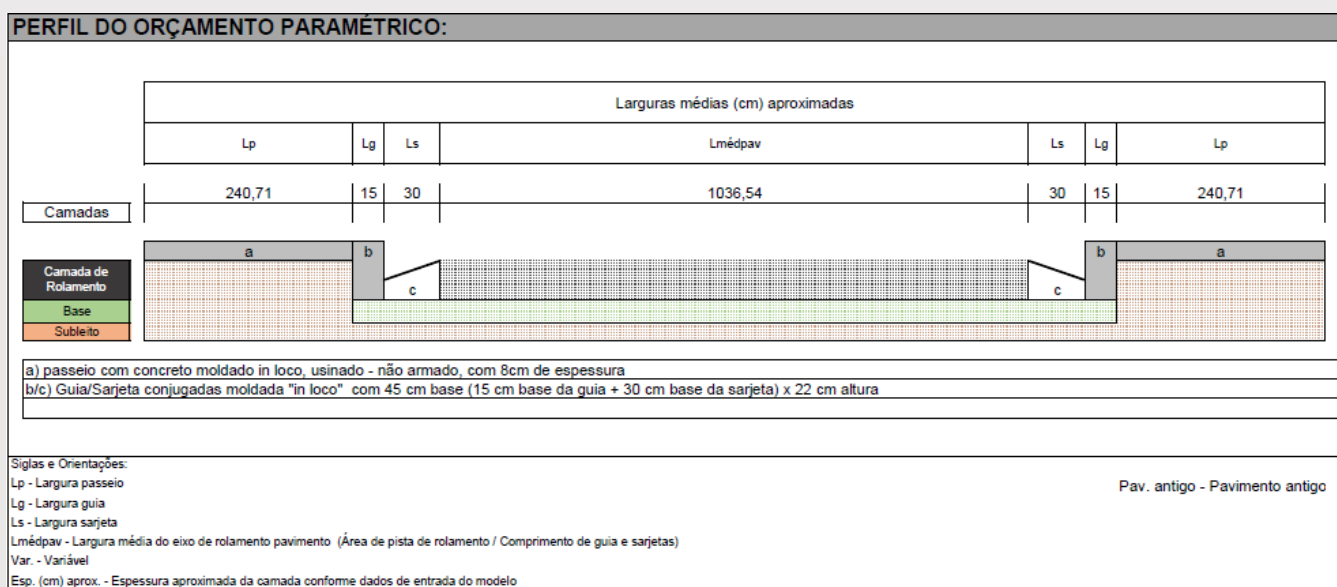 PERFIL DO ORÇAMENTO PARAMÉTRICO:
Larguras médias (cm) aproximadas
Lp Lg Ls Lmédpav Ls Lg Lp
240,71 15 30 1036,54 30 15 240,71
Camadas
a b b a
Camada de
Rolamento
c c
Base
Subleito
a) passeio com concreto moldado in loco, usinado - não armado, com 8cm de espessura
b/c) Guia/Sarjeta conjugadas moldada "in loco" com 45 cm base (15 cm base da guia + 30 cm base da sarjeta) x 22 cm altura
Siglas e Orientações:
Lp - Largura passeio
Pav. antigo - Pavimento antigo
Lg - Largura guia
Ls - Largura sarjeta
Lmédpav - Largura média do eixo de rolamento pavimento (Área de pista de rolamento / Comprimento de guia e sarjetas)
Var. - Variável
Esp. (cm) aprox. - Espessura aproximada da camada conforme dados de entrada do modelo